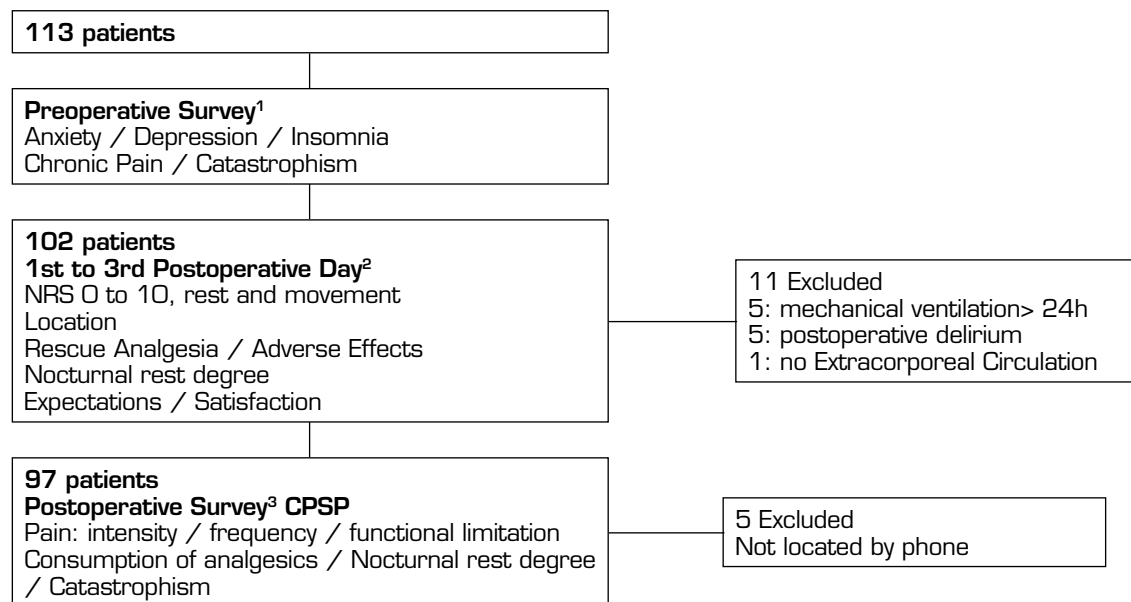 113 patients
Preoperative Survey¹
Anxiety / Depression / Insomnia
Chronic Pain / Catastrophism
102 patients
1st to 3rd Postoperative Day²
NRS 0 to 10, rest and movement
Location
Rescue Analgesia / Adverse Effects
Nocturnal rest degree
Expectations / Satisfaction
11 Excluded
5: mechanical ventilation> 24h
5: postoperative delirium
1: no Extracorporeal Circulation
97 patients
Postoperative Survey³ CPSP
Pain: intensity / frequency / functional limitation
Consumption of analgesics / Nocturnal rest degree
/ Catastrophism
5 Excluded
Not located by phone